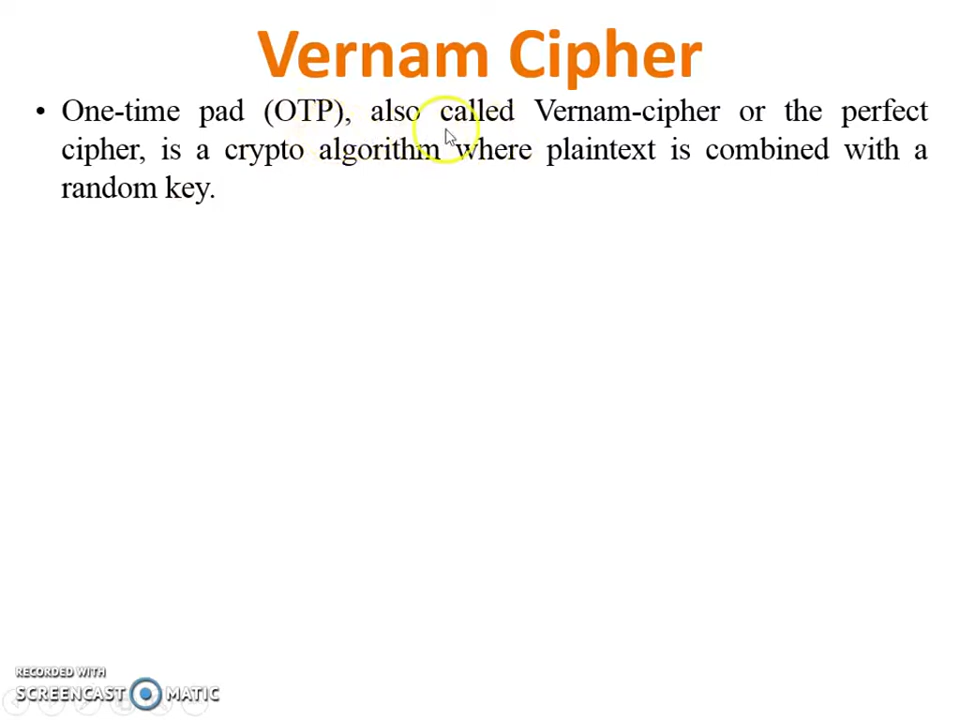 Vernam Cipher
• One-time pad (OTP), also called Vernam-cipher or the perfect
cipher, is a crypto algorithm where plaintext is combined with a
random key.
RECORDED WITH
SCREENCAST MATIC